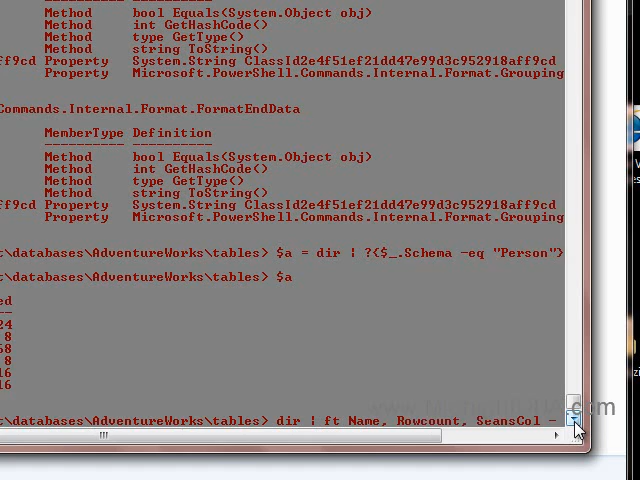 Method bool Equals(System.Object obj)
Method int GetHashCode()
Method type GetType()
Method string ToString()
ff9cd Property System.String ClassId2e4f51ef21dd47e99d3c952918aff9cd
Property Microsoft.PowerShell.Commands.Internal.Format.Grouping
Commands.Internal.Format.FormatEndData
MemberType Definition
---------- ----------
Method bool Equals(System.Object obj)
Method int GetHashCode()
Method type GetType()
Method string ToString()
ff9cd Property System.String ClassId2e4f51ef21dd47e99d3c952918aff9cd
Property Microsoft.PowerShell.Commands.Internal.Format.Grouping
t\databases\AdventureWorks\tables> $a = dir | ?{$_.Schema -eq "Person"}
t\databases\AdventureWorks\tables> $a
ed
--
24
8
68
8
16
16
t\databases\AdventureWorks\tables> dir | ft Name, Rowcount, SeansCol -